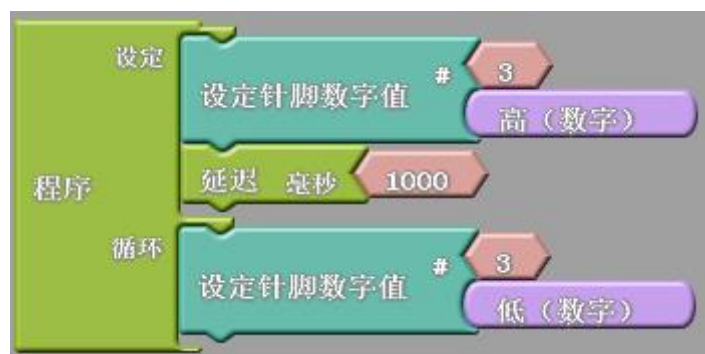 设定
设定针脚数字值 # 3
高（数字）
延迟 毫秒 1000
程序
循环
设定针脚数字值 # 3
低（数字）